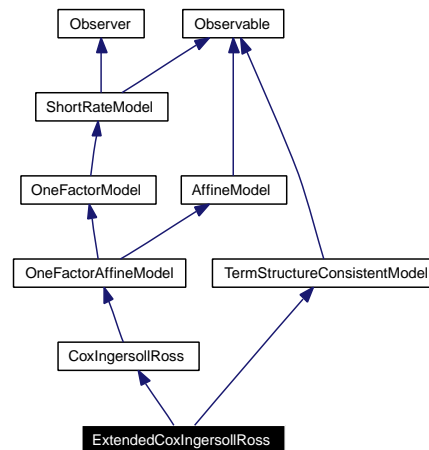 Observer
Observable
ShortRateModel
OneFactorModel
AffineModel
OneFactorAffineModel
TermStructureConsistentModel
CoxIngersollRoss
ExtendedCoxIngersollRoss